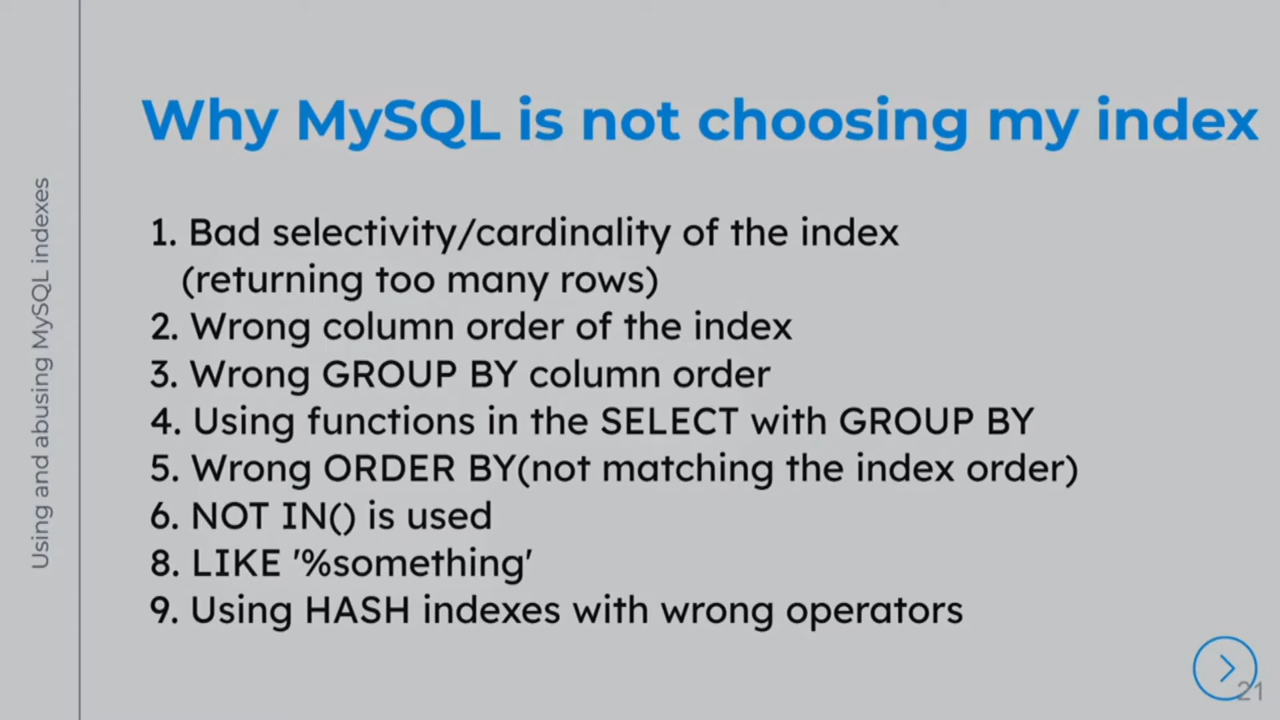 Using and abusing MySQL indexes
Why MySQL is not choosing my index
1. Bad selectivity/cardinality of the index
(returning too many rows)
2. Wrong column order of the index
3. Wrong GROUP BY column order
4. Using functions in the SELECT with GROUP BY
5. Wrong ORDER BY(not matching the index order)
6. NOT IN() is used
8. LIKE '%something'
9. Using HASH indexes with wrong operators
21